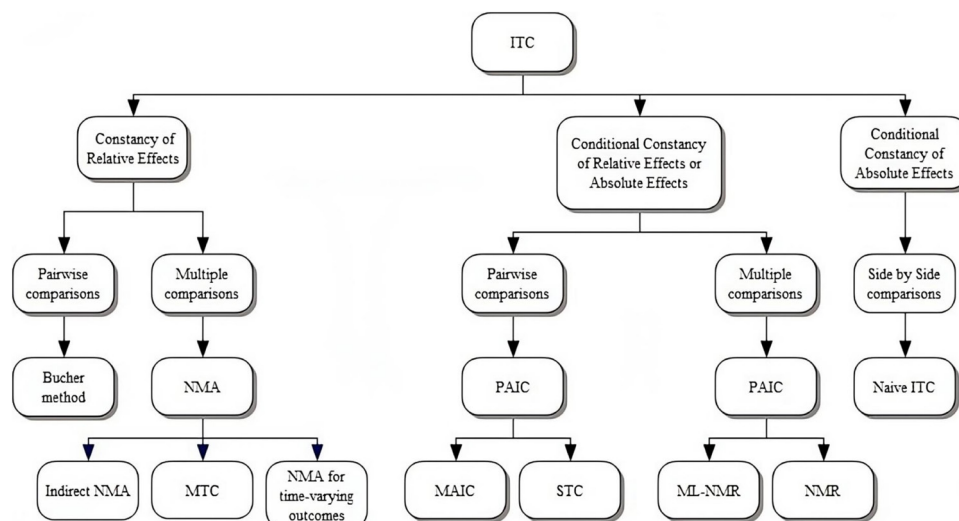 ITC
Constancy of
Relative Effects
Conditional Constancy
of Relative Effects or
Absolute Effects
Conditional
Constancy of
Absolute Effects
Pairwise
comparisons
Multiple
comparisons
Pairwise
comparisons
Multiple
comparisons
Side by Side
comparisons
Bucher
method
NMA
PAIC
PAIC
Naive ITC
Indirect NMA
MTC
NMA for
time-varying
outcomes
MAIC
STC
ML-NMR
NMR